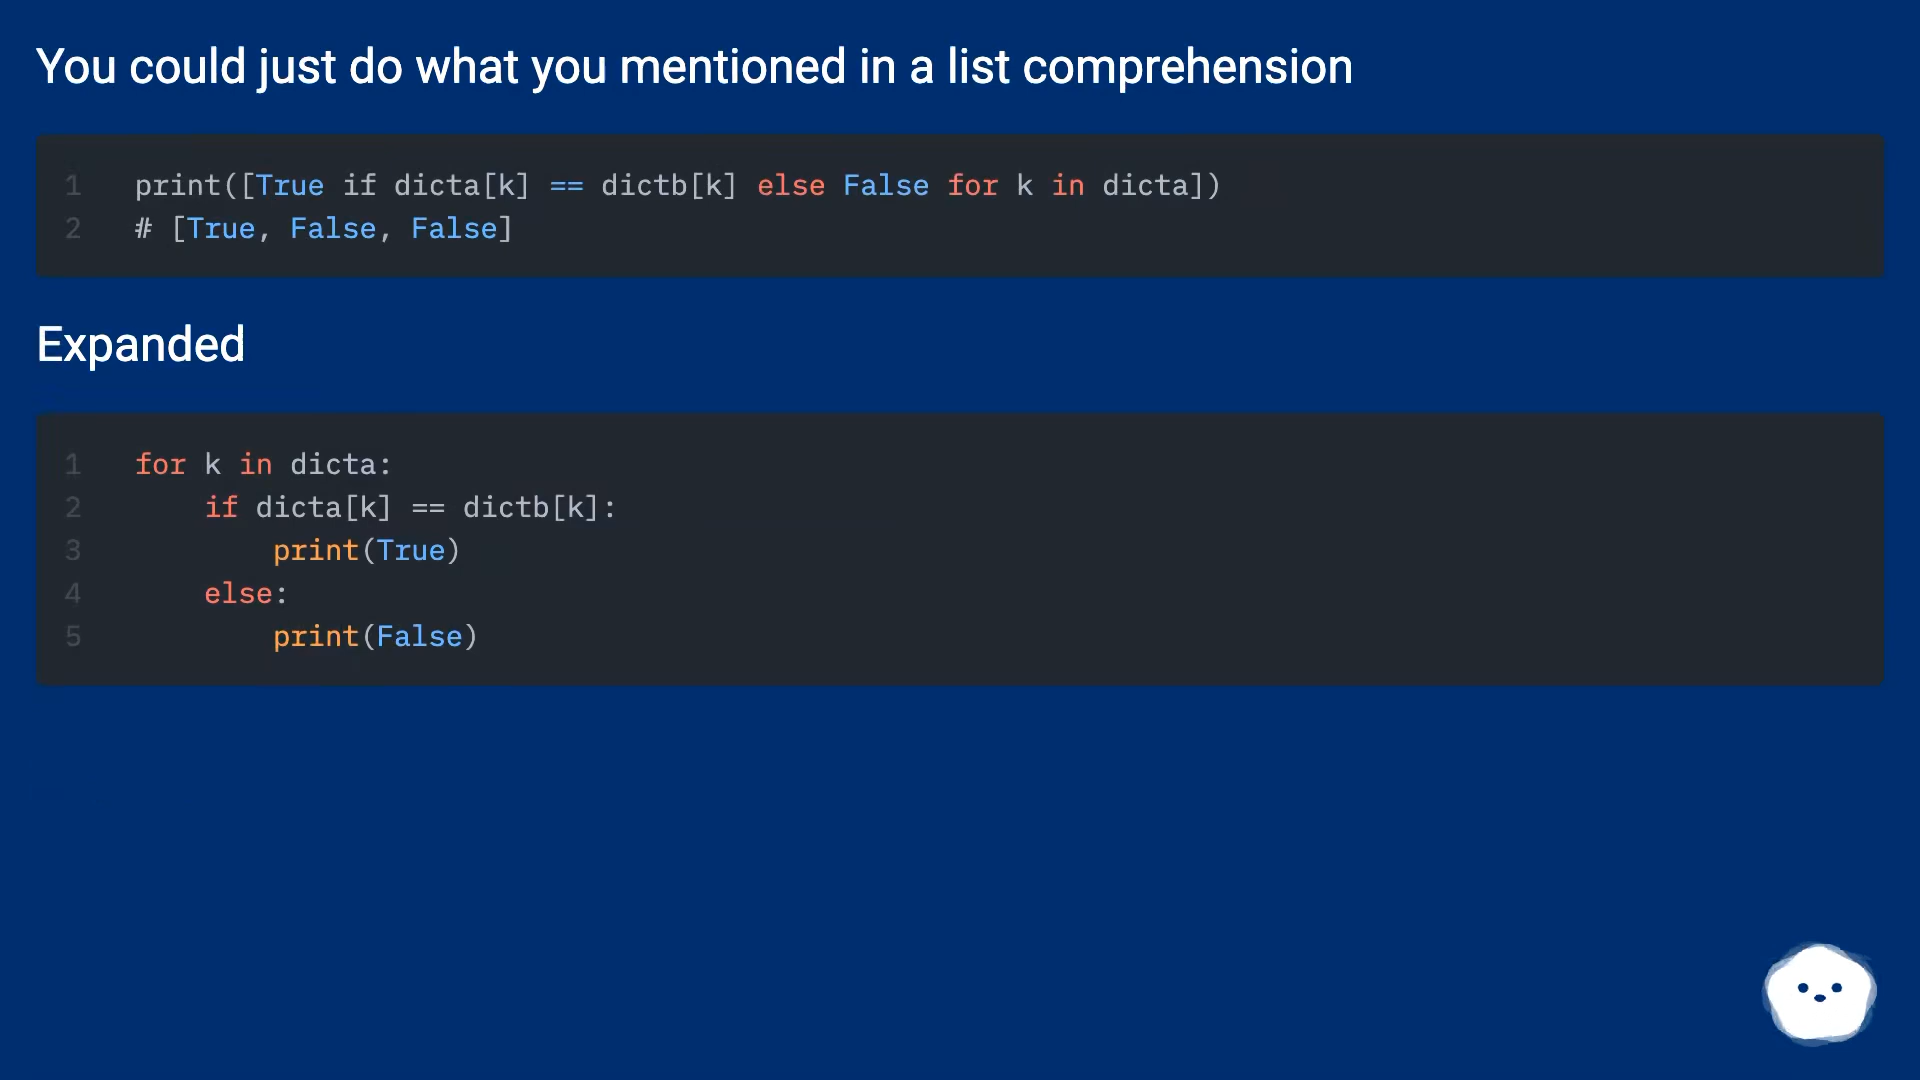 You could just do what you mentioned in a list comprehension
1 print([True if dicta[k] == dictb[k] else False for k in dicta])
2 # [True, False, False]
Expanded
1 for k in dicta:
2     if dicta[k] == dictb[k]:
3         print(True)
4     else:
5         print(False)